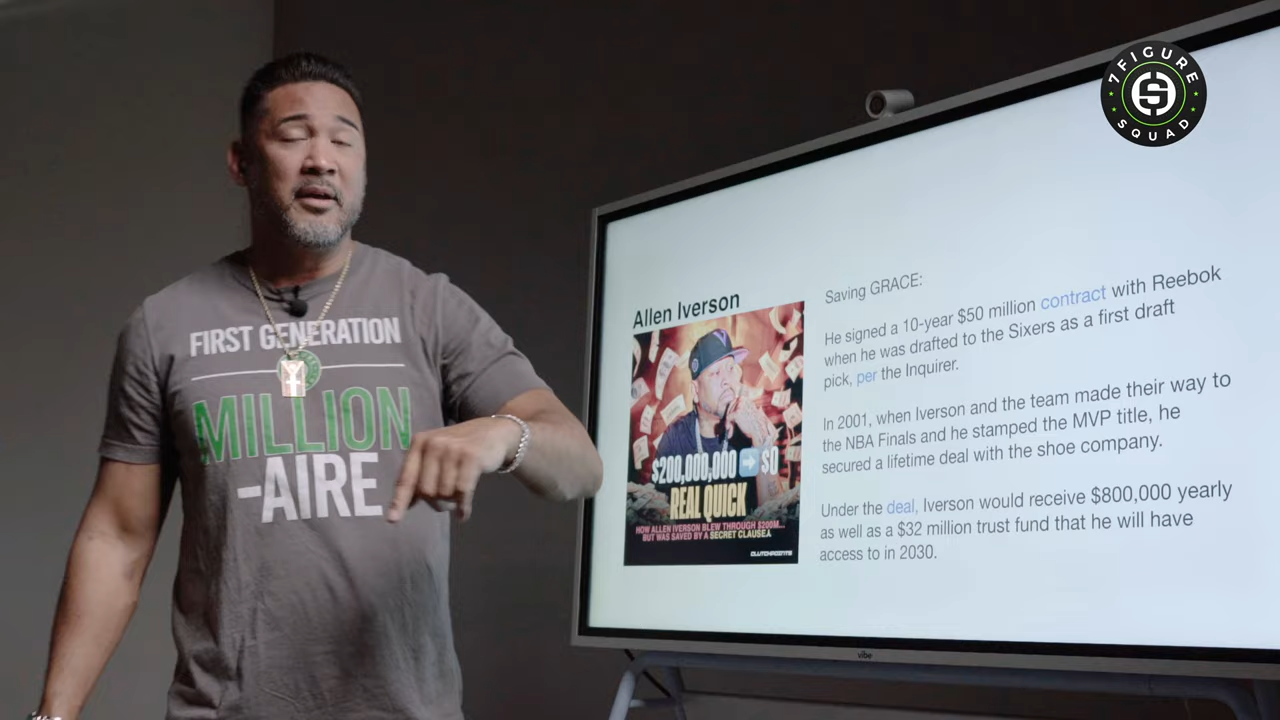 7 FIGURE
SQUAD
FIRST GENERATION
MILLION
-AIRE
Allen Iverson
$200,000,000 ➡ $0
REAL QUICK
HOW ALLEN IVERSON BLEW THROUGH $200M...
BUT WAS SAVED BY A SECRET CLAUSE
CLUTCHPOINTS
Saving GRACE:
He signed a 10-year $50 million contract with Reebok
when he was drafted to the Sixers as a first draft
pick, per the Inquirer.
In 2001, when Iverson and the team made their way to
the NBA Finals and he stamped the MVP title, he
secured a lifetime deal with the shoe company.
Under the deal, Iverson would receive $800,000 yearly
as well as a $32 million trust fund that he will have
access to in 2030.
vibe